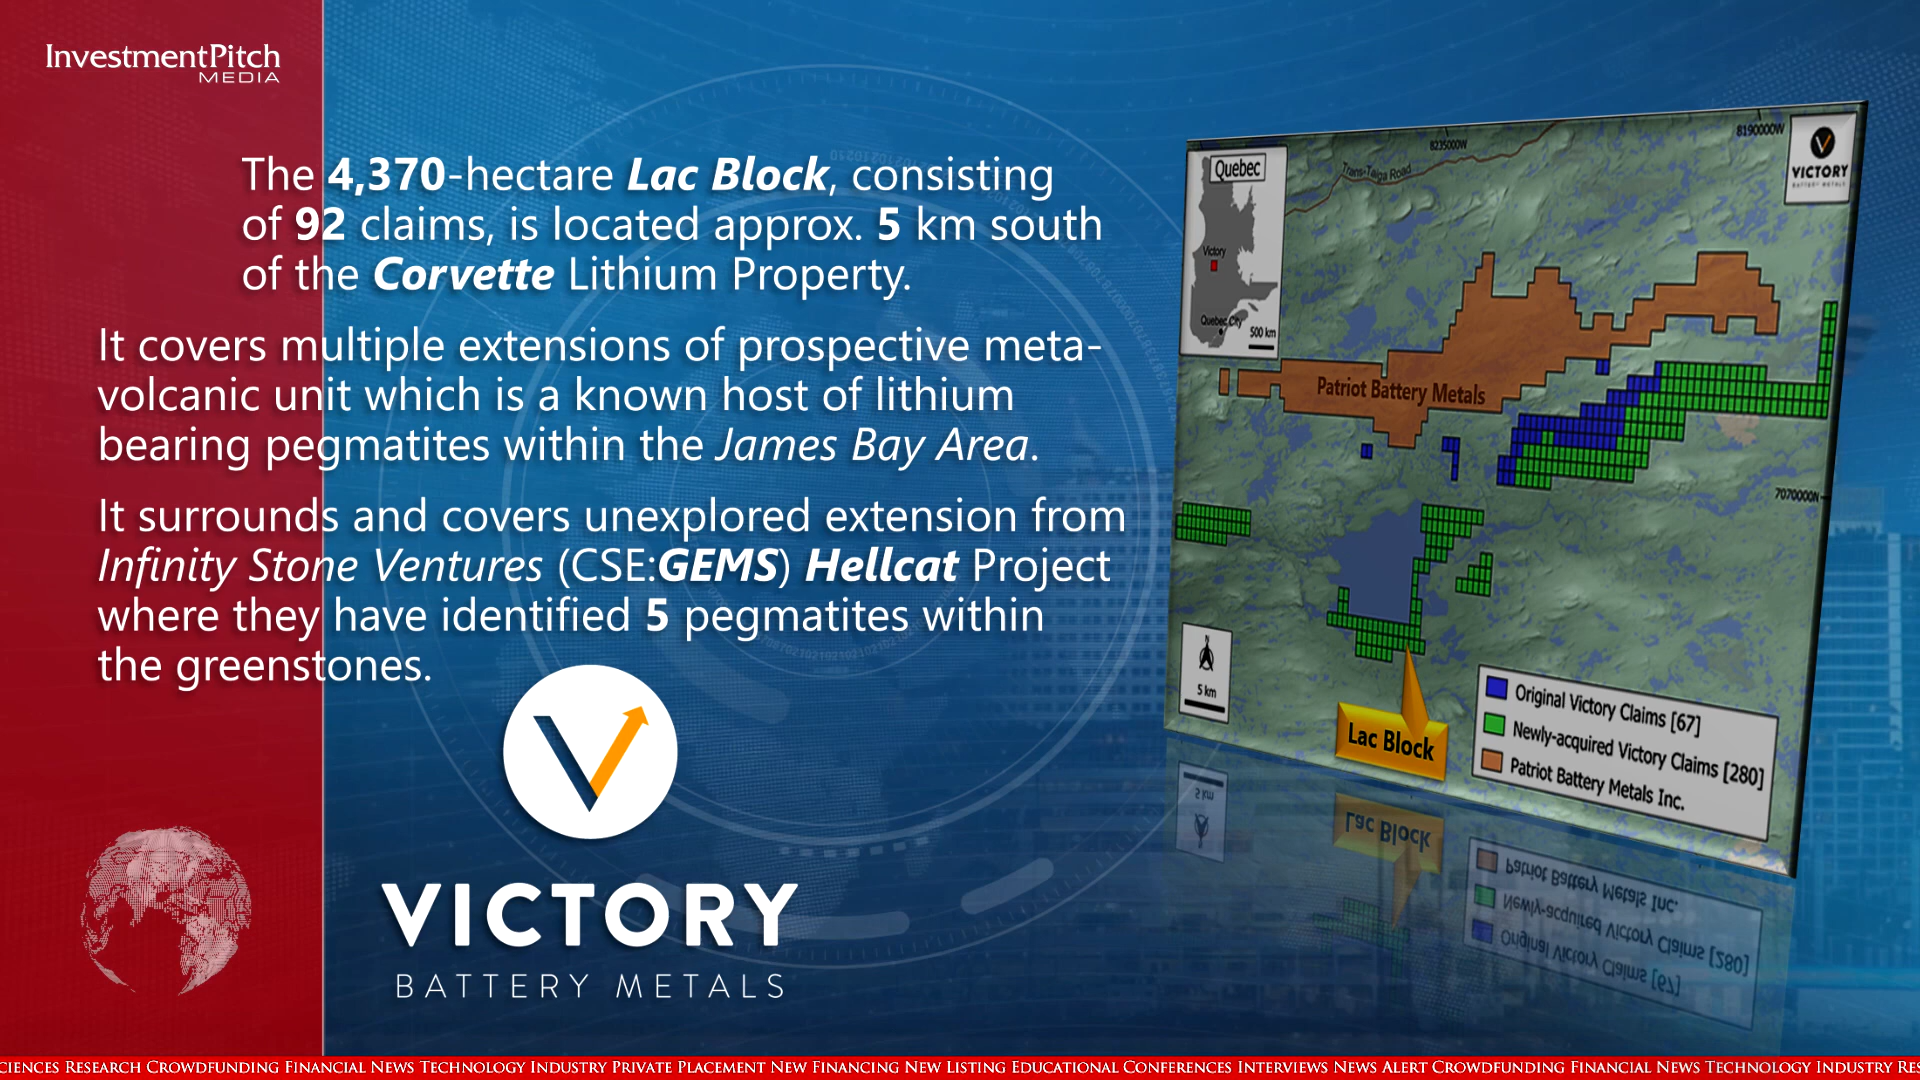 InvestmentPitch
MEDIA
The 4,370-hectare Lac Block, consisting
of 92 claims, is located approx. 5 km south
of the Corvette Lithium Property.
It covers multiple extensions of prospective meta-
volcanic unit which is a known host of lithium
bearing pegmatites within the James Bay Area.
It surrounds and covers unexplored extension from
Infinity Stone Ventures (CSE:GEMS) Hellcat Project
where they have identified 5 pegmatites within
the greenstones.
VICTORY
BATTERY METALS
Quebec
Victory
Quebec City
500 km
Trans-Taiga Road
8235000W
8190000W
VICTORY
BATTERY METALS
Patriot Battery Metals
7070000N
5 km
Lac Block
Original Victory Claims [67]
Newly-acquired Victory Claims [280]
Patriot Battery Metals Inc.
CIENCES RESEARCH CROWDFUNDING FINANCIAL NEWS TECHNOLOGY INDUSTRY PRIVATE PLACEMENT NEW FINANCING NEW LISTING EDUCATIONAL CONFERENCES INTERVIEWS NEWS ALERT CROWDFUNDING FINANCIAL NEWS TECHNOLOGY INDUSTRY RES